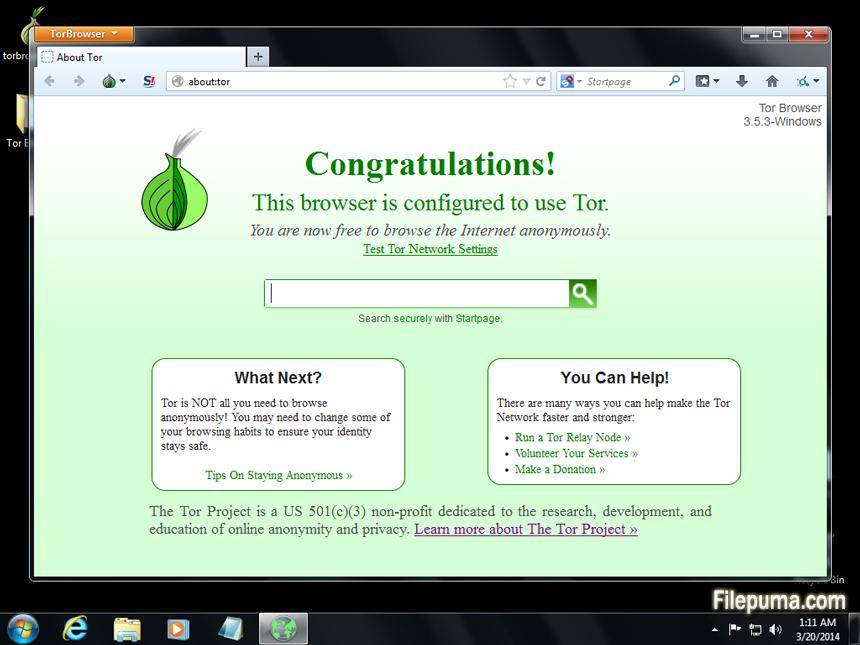 torbro
TorBrowser
About Tor
about:tor
Startpage
Tor Browser
3.5.3-Windows
Tor B
Congratulations!
This browser is configured to use Tor.
You are now free to browse the Internet anonymously.
Test Tor Network Settings
Search securely with Startpage.
What Next?
Tor is NOT all you need to browse
anonymously! You may need to change some of
your browsing habits to ensure your identity
stays safe.
Tips On Staying Anonymous »
You Can Help!
There are many ways you can help make the Tor
Network faster and stronger:
• Run a Tor Relay Node »
• Volunteer Your Services »
• Make a Donation »
The Tor Project is a US 501(c)(3) non-profit dedicated to the research, development, and
education of online anonymity and privacy. Learn more about The Tor Project »
Filepuma.com
1:11 AM
3/20/2014